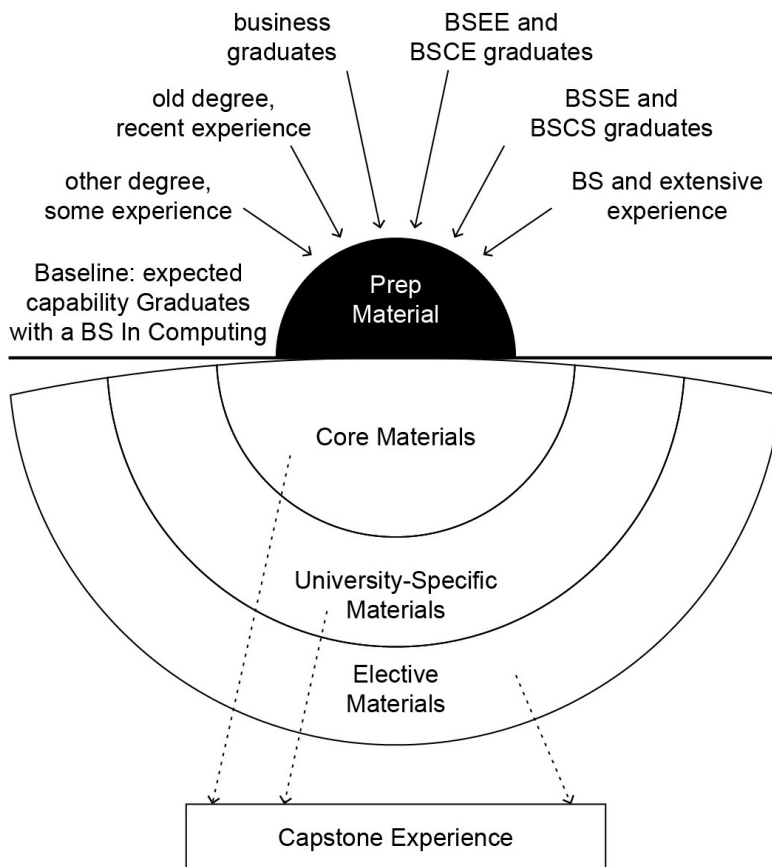 business
graduates
BSEE and
BSCE graduates
old degree,
recent experience
BSSE and
BSCS graduates
other degree,
some experience
BS and extensive
experience
Baseline: expected
capability Graduates
with a BS In Computing
Prep
Material
Core Materials
University-Specific
Materials
Elective
Materials
Capstone Experience